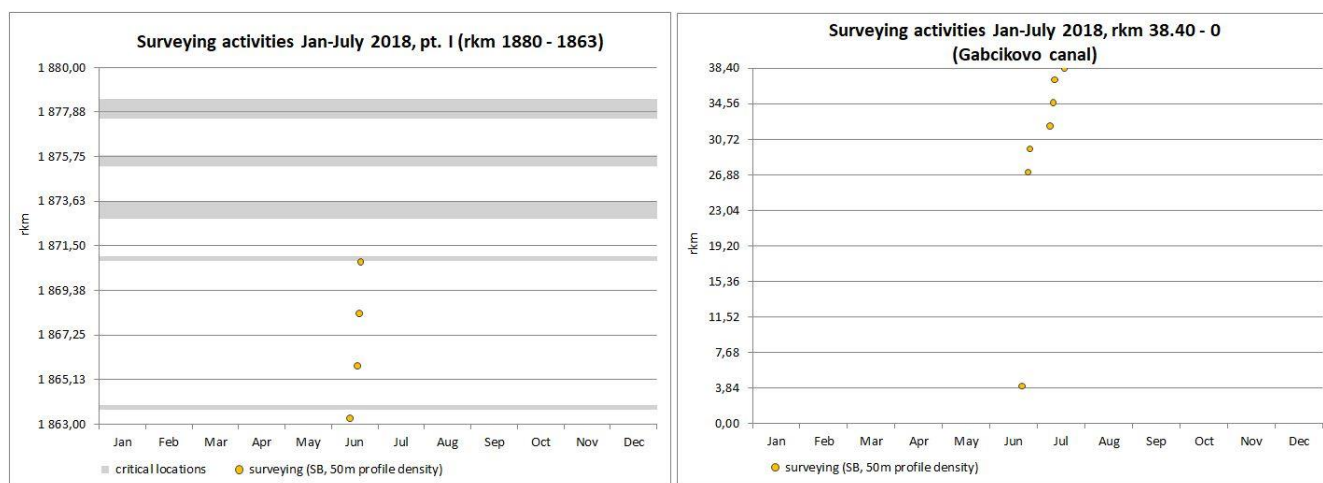 Surveying activities Jan-July 2018, pt. I (rkm 1880 - 1863)
1 880,00
1 877,88
1 875,75
1 873,63
1 871,50
1 869,38
1 867,25
1 865,13
1 863,00
rkm
Jan Feb Mar Apr May Jun Jul Aug Sep Oct Nov Dec
critical locations surveying (SB, 50m profile density)
Surveying activities Jan-July 2018, rkm 38.40 - 0
(Gabcikovo canal)
38,40
34,56
30,72
26,88
23,04
19,20
15,36
11,52
7,68
3,84
0,00
rkm
Jan Feb Mar Apr May Jun Jul Aug Sep Oct Nov Dec
surveying (SB, 50m profile density)